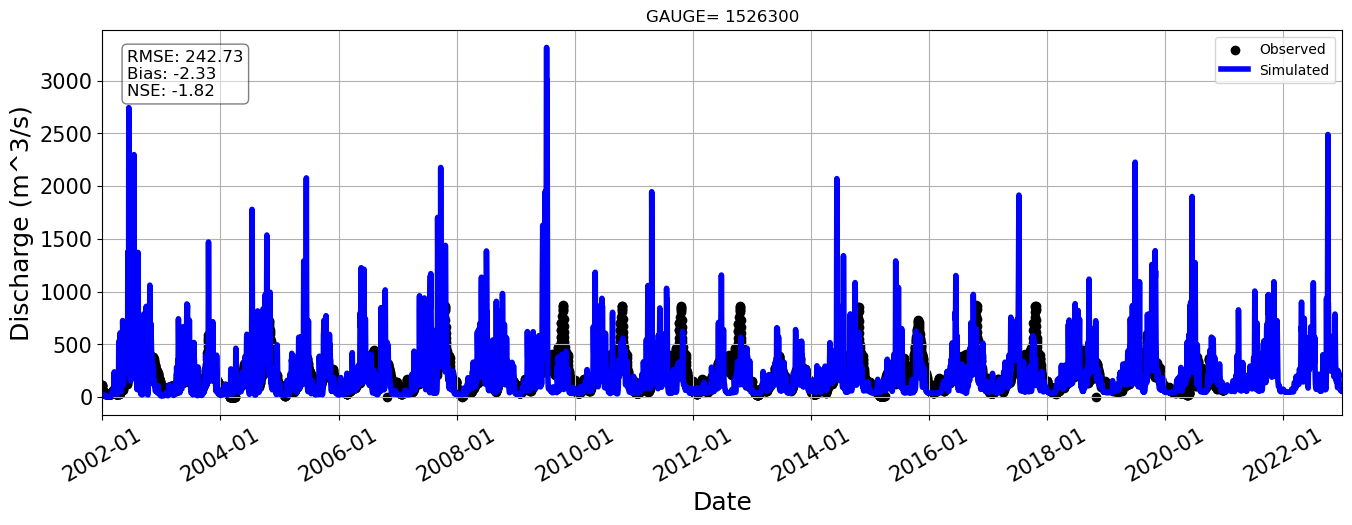 GAUGE= 1526300
RMSE: 242.73
Bias: -2.33
NSE: -1.82
Observed
Simulated
Discharge (m^3/s)
3000
2500
2000
1500
1000
500
0
2002-01
2004-01
2006-01
2008-01
2010-01
2012-01
2014-01
2016-01
2018-01
2020-01
2022-01
Date